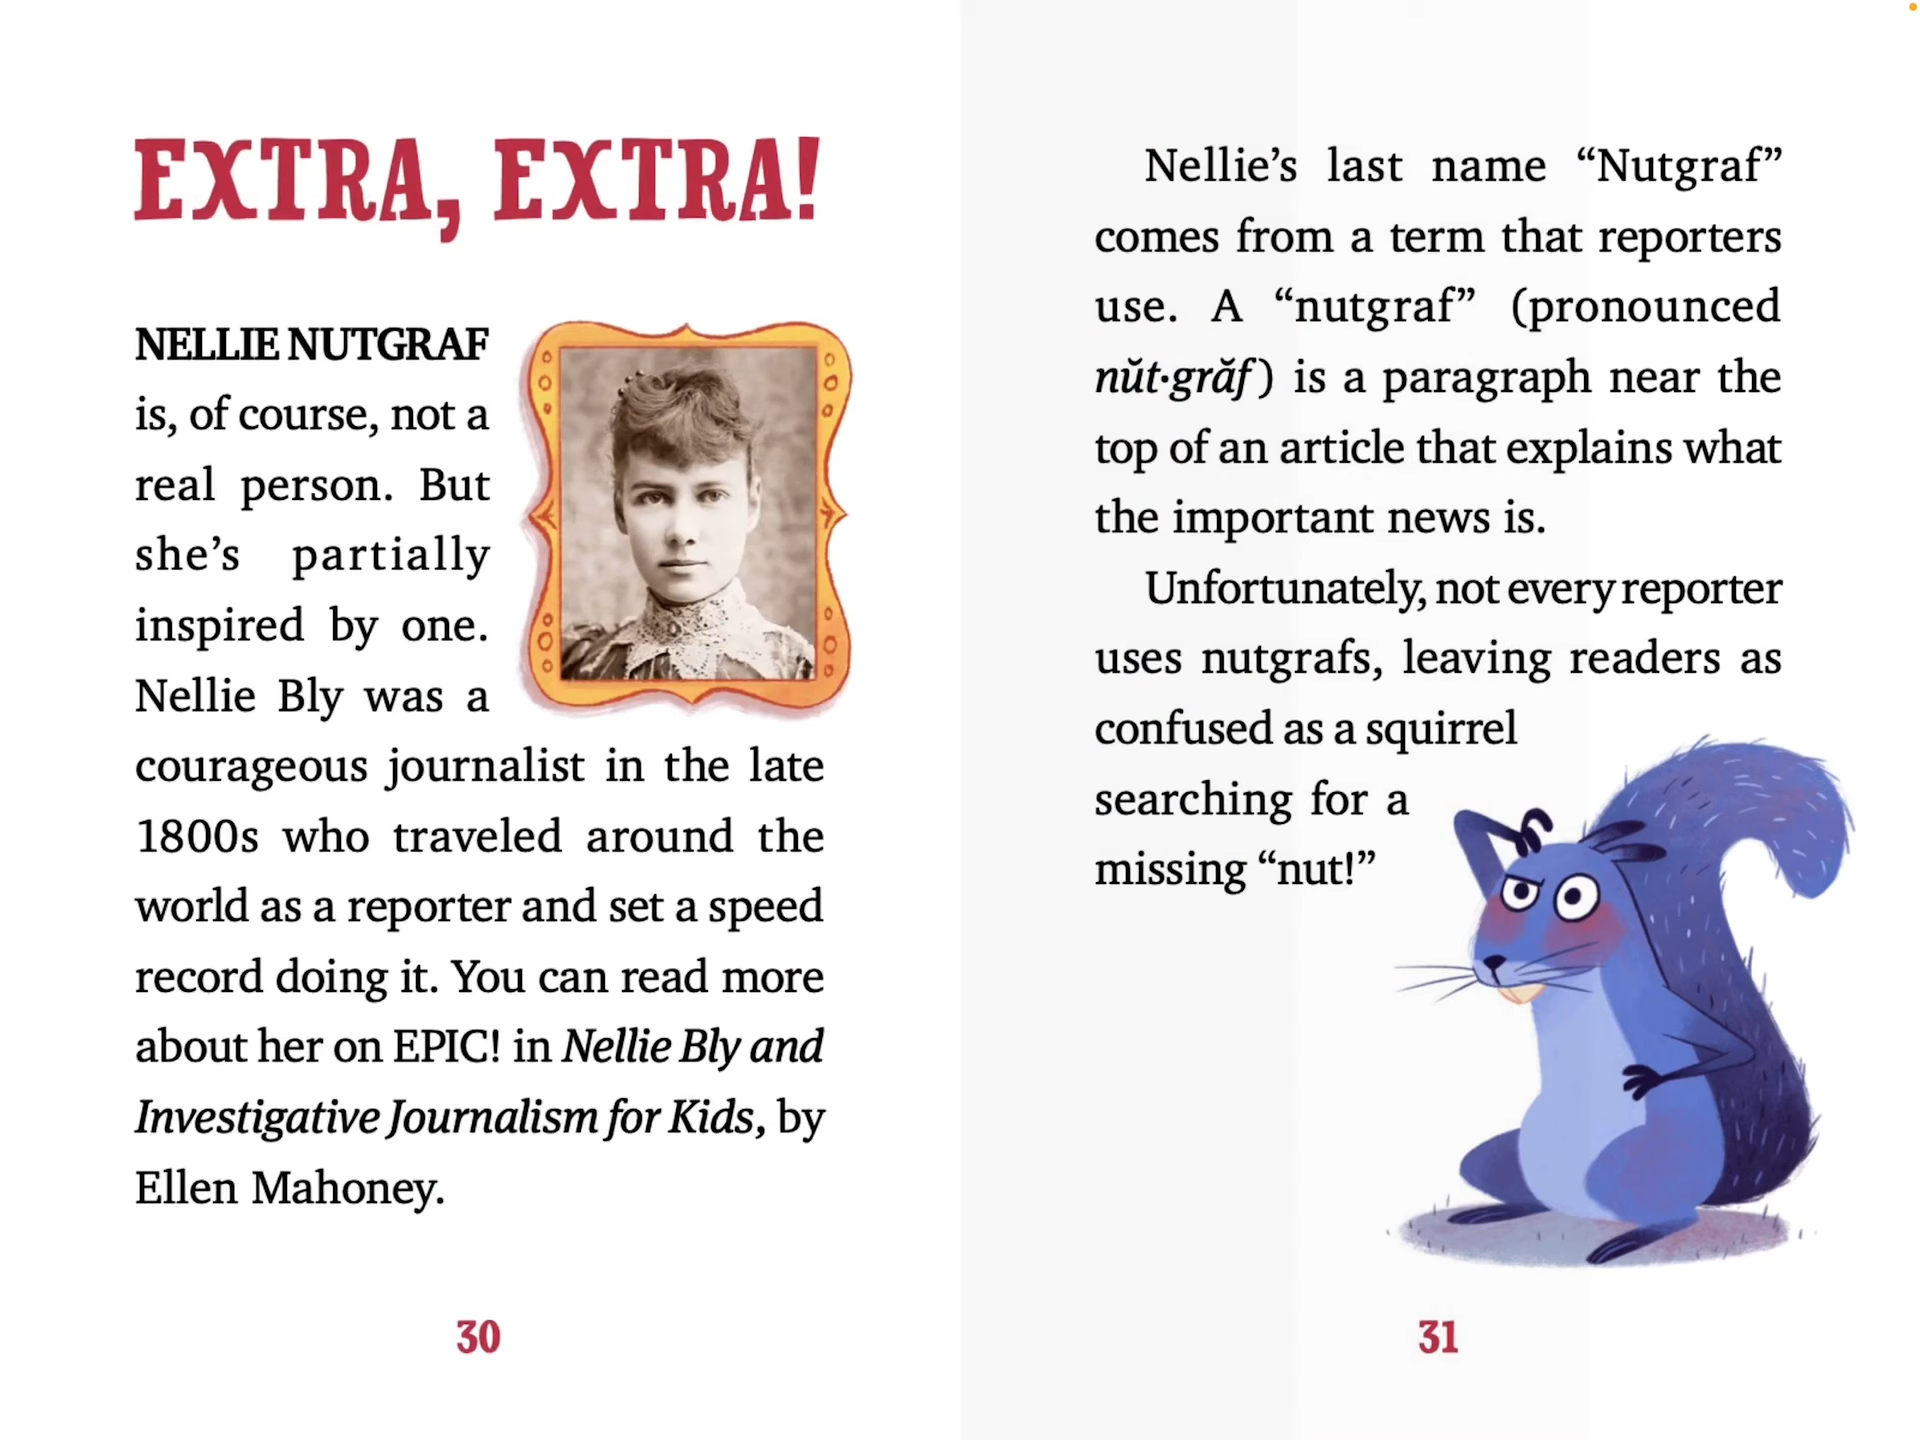 EXTRA, EXTRA!
NELLIE NUTGRAF
is, of course, not a
real person. But
she’s partially
inspired by one.
Nellie Bly was a
courageous journalist in the late
1800s who traveled around the
world as a reporter and set a speed
record doing it. You can read more
about her on EPIC! in Nellie Bly and
Investigative Journalism for Kids, by
Ellen Mahoney.
30
Nellie’s last name “Nutgraf”
comes from a term that reporters
use. A “nutgraf” (pronounced
nŭt·grăf) is a paragraph near the
top of an article that explains what
the important news is.
Unfortunately, not every reporter
uses nutgrafs, leaving readers as
confused as a squirrel
searching for a
missing “nut!”
31